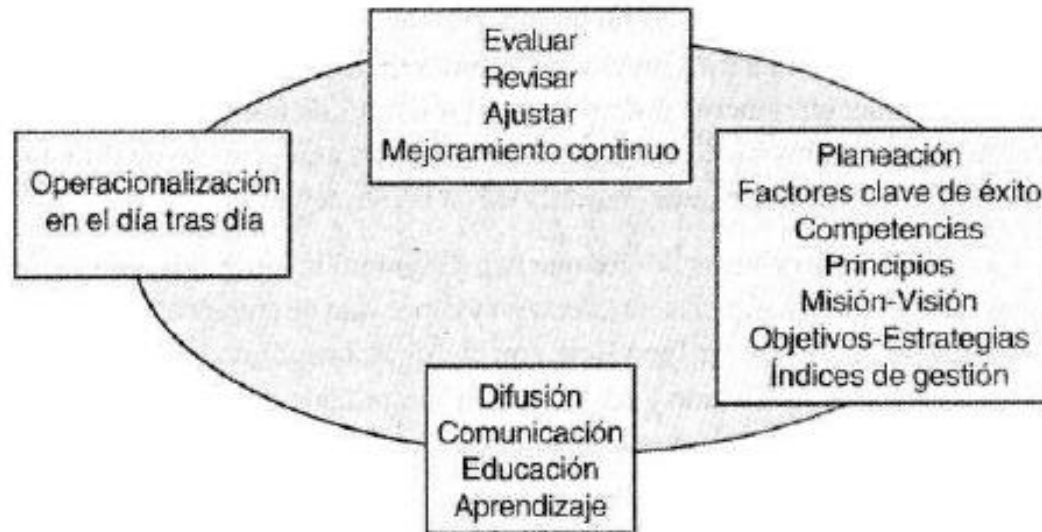 Evaluar
Revisar
Ajustar
Mejoramiento continuo
Planeación
Factores clave de éxito
Competencias
Principios
Misión-Visión
Objetivos-Estrategias
Índices de gestión
Difusión
Comunicación
Educación
Aprendizaje
Operacionalización
en el día tras día